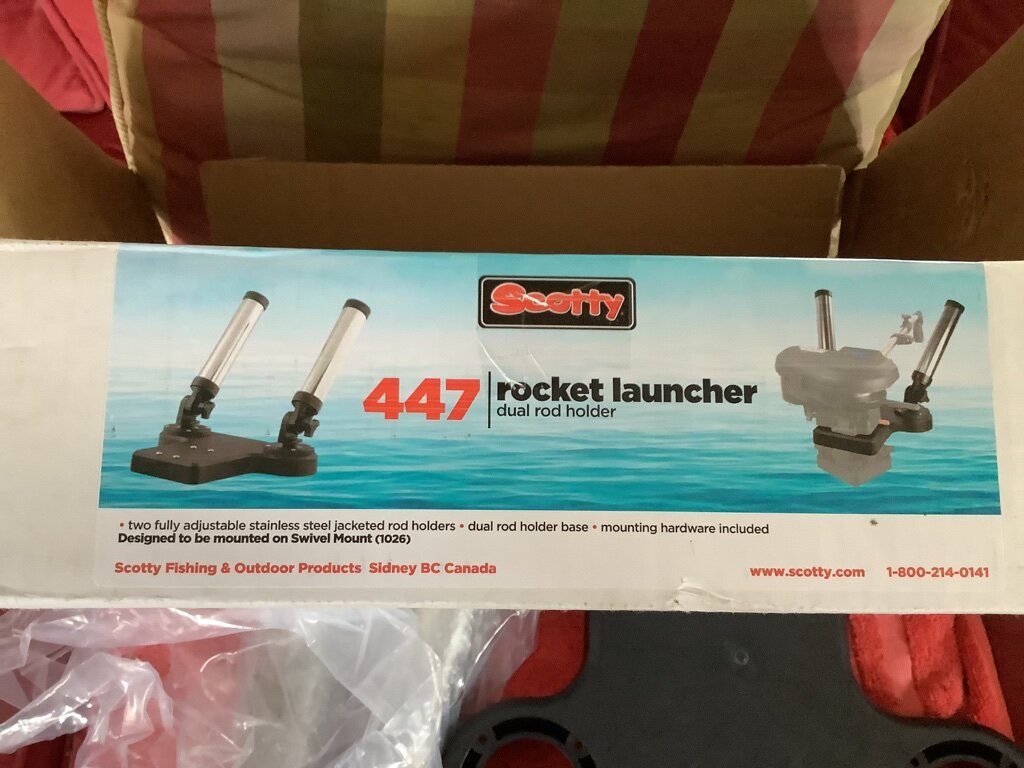 Scotty
447 rocket launcher
dual rod holder
• two fully adjustable stainless steel jacketed rod holders • dual rod holder base • mounting hardware included
Designed to be mounted on Swivel Mount (1026)
Scotty Fishing & Outdoor Products Sidney BC Canada www.scotty.com 1-800-214-0141